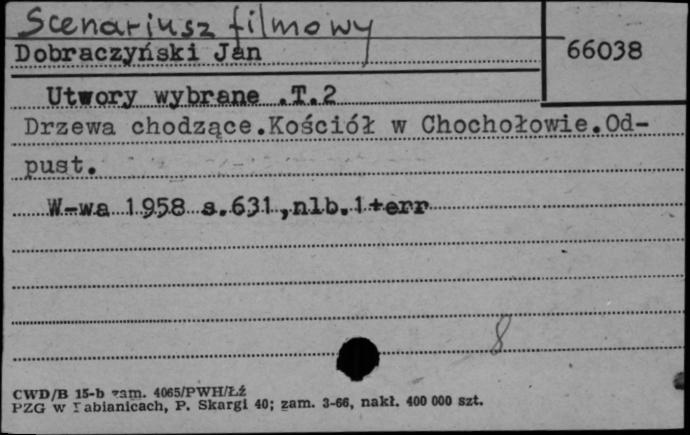 Scenariusz filmowy
Dobraczyński Jan
66038
Utwory wybrane .T.2
Drzewa chodzące.Kościół w Chochołowie.Od-
pust.
W-wa 1958 s.631,nlb.1+err
8
CWD/B 15-b zam. 4065/PWH/Łź
PZG w Pabianicach, P. Skargi 40; zam. 3-66, nakł. 400 000 szt.